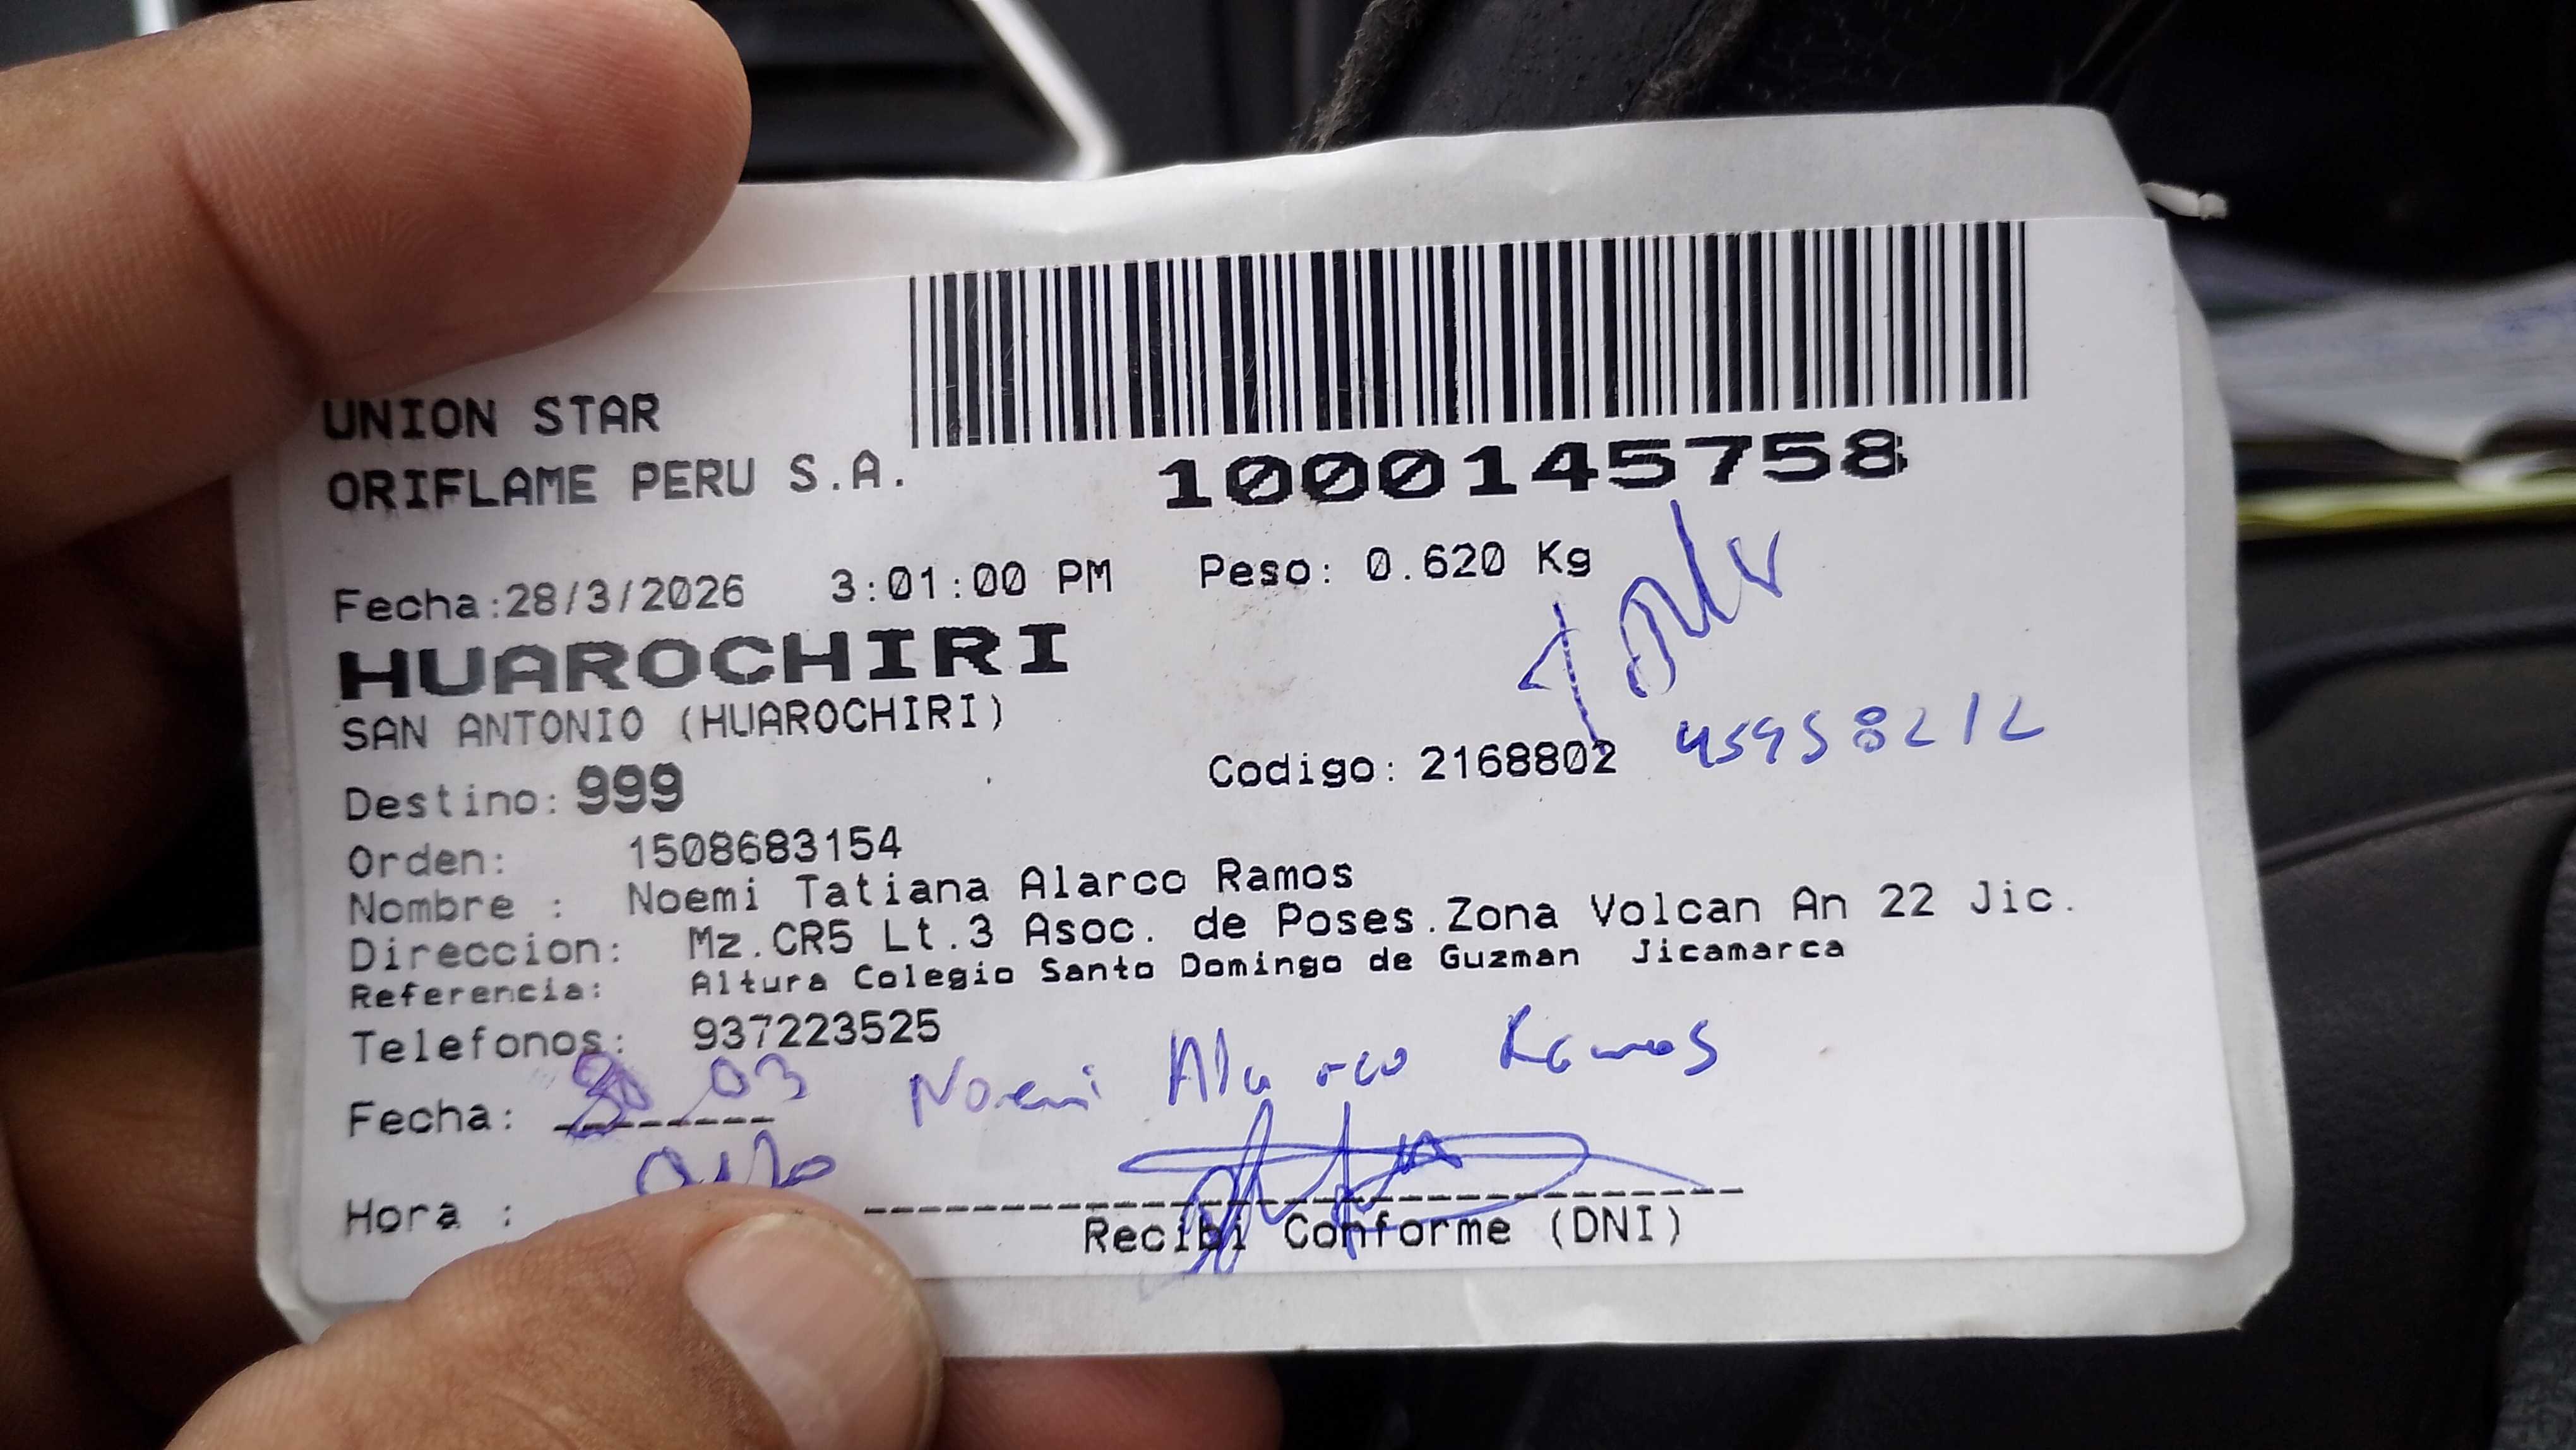 UNION STAR
ORIFLAME PERU S.A.
1000145758
Fecha:28/3/2026 3:01:00 PM Peso: 0.620 Kg
HUAROCHIRI
SAN ANTONIO (HUAROCHIRI)
Destino: 999
Codigo: 2168802 45958212
Orden: 1508683154
Nombre : Noemi Tatiana Alarco Ramos
Direccion: Mz.CR5 Lt.3 Asoc. de Poses.Zona Volcan An 22 Jic.
Referencia: Altura Colegio Santo Domingo de Guzman Jicamarca
Telefonos: 937223525
Noemi Alarco Ramos
Fecha: 30 03
Hora :
Recibi Conforme (DNI)